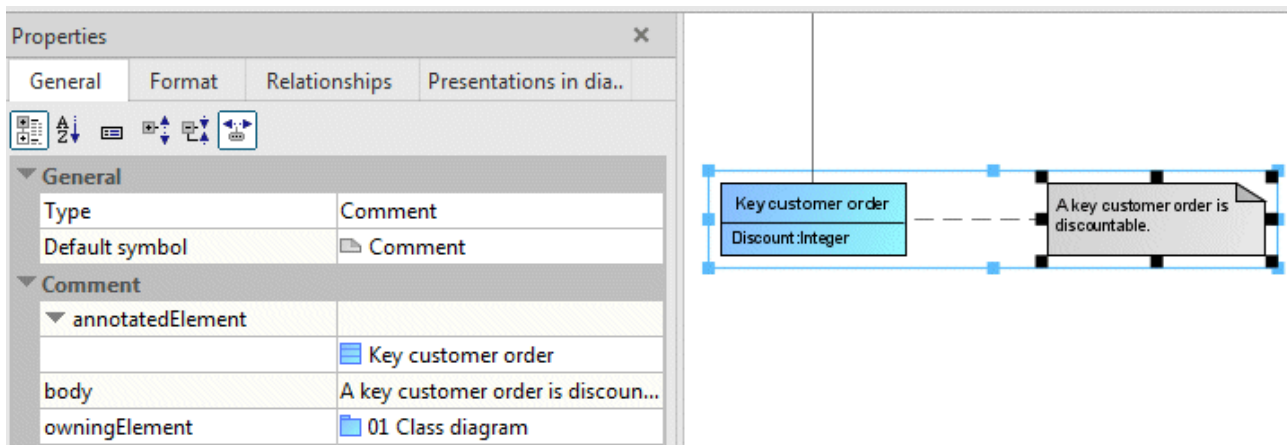 Properties
General Format Relationships Presentations in dia..
General
Type Comment
Default symbol Comment
Comment
annotatedElement
Key customer order
body A key customer order is discoun...
owningElement 01 Class diagram
Key customer order
Discount:Integer
A key customer order is
discountable.